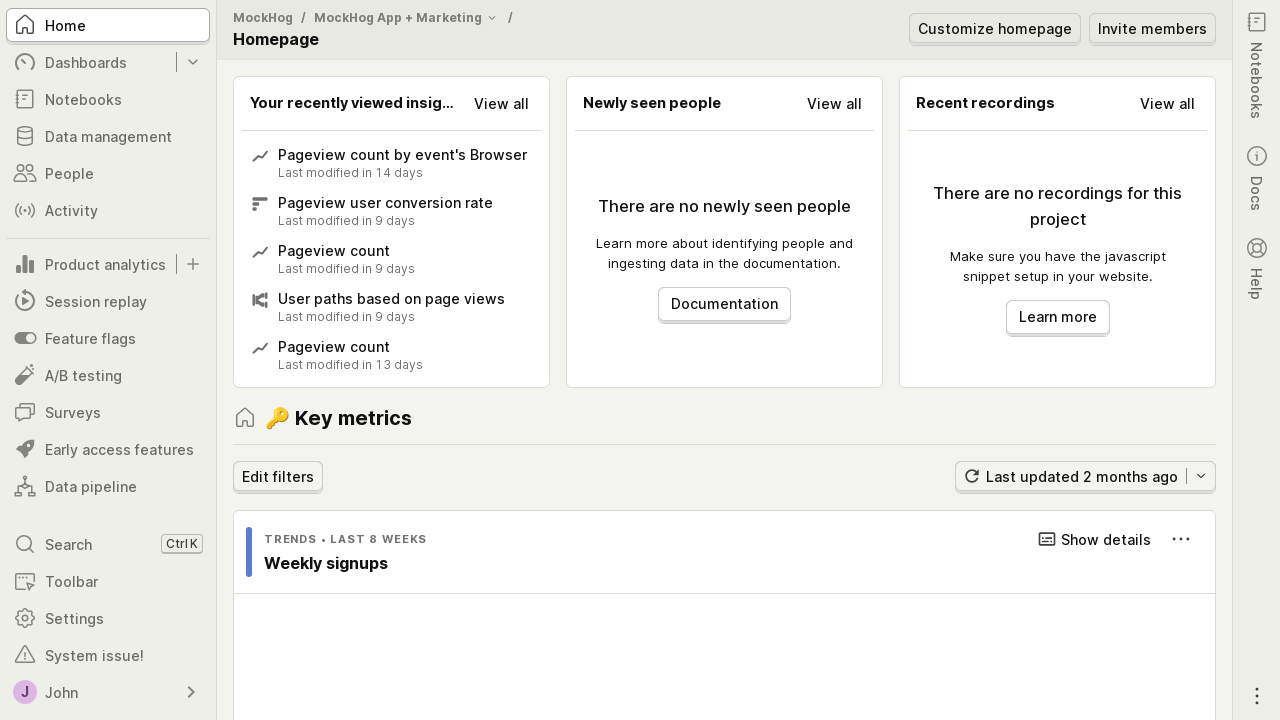 Home
Dashboards
Notebooks
Data management
People
Activity
Product analytics
Session replay
Feature flags
A/B testing
Surveys
Early access features
Data pipeline
Search Ctrl K
Toolbar
Settings
System issue!
J John
MockHog / MockHog App + Marketing /
Homepage
Customize homepage
Invite members
Your recently viewed insig... View all
Pageview count by event's Browser
Last modified in 14 days
Pageview user conversion rate
Last modified in 9 days
Pageview count
Last modified in 9 days
User paths based on page views
Last modified in 9 days
Pageview count
Last modified in 13 days
Newly seen people View all
There are no newly seen people
Learn more about identifying people and
ingesting data in the documentation.
Documentation
Recent recordings View all
There are no recordings for this
project
Make sure you have the javascript
snippet setup in your website.
Learn more
🔑 Key metrics
Edit filters
Last updated 2 months ago
TRENDS • LAST 8 WEEKS
Weekly signups
Show details
Notebooks
Docs
Help